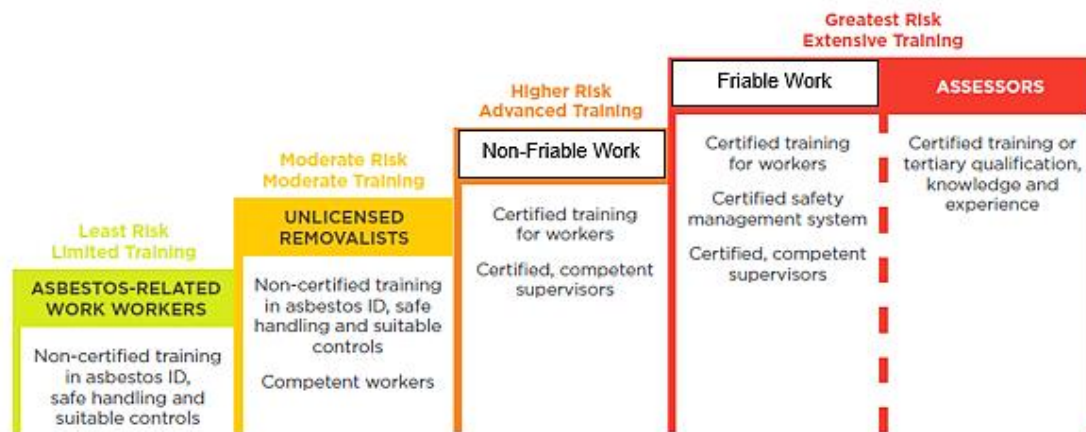 Least Risk
Limited Training
ASBESTOS-RELATED
WORK WORKERS
Non-certified training
in asbestos ID,
safe handling and
suitable controls
Moderate Risk
Moderate Training
UNLICENSED
REMOVALISTS
Non-certified training
in asbestos ID, safe
handling and suitable
controls
Competent workers
Higher Risk
Advanced Training
Non-Friable Work
Certified training
for workers
Certified, competent
supervisors
Greatest Risk
Extensive Training
Friable Work
Certified training
for workers
Certified safety
management system
Certified, competent
supervisors
ASSESSORS
Certified training or
tertiary qualification,
knowledge and
experience